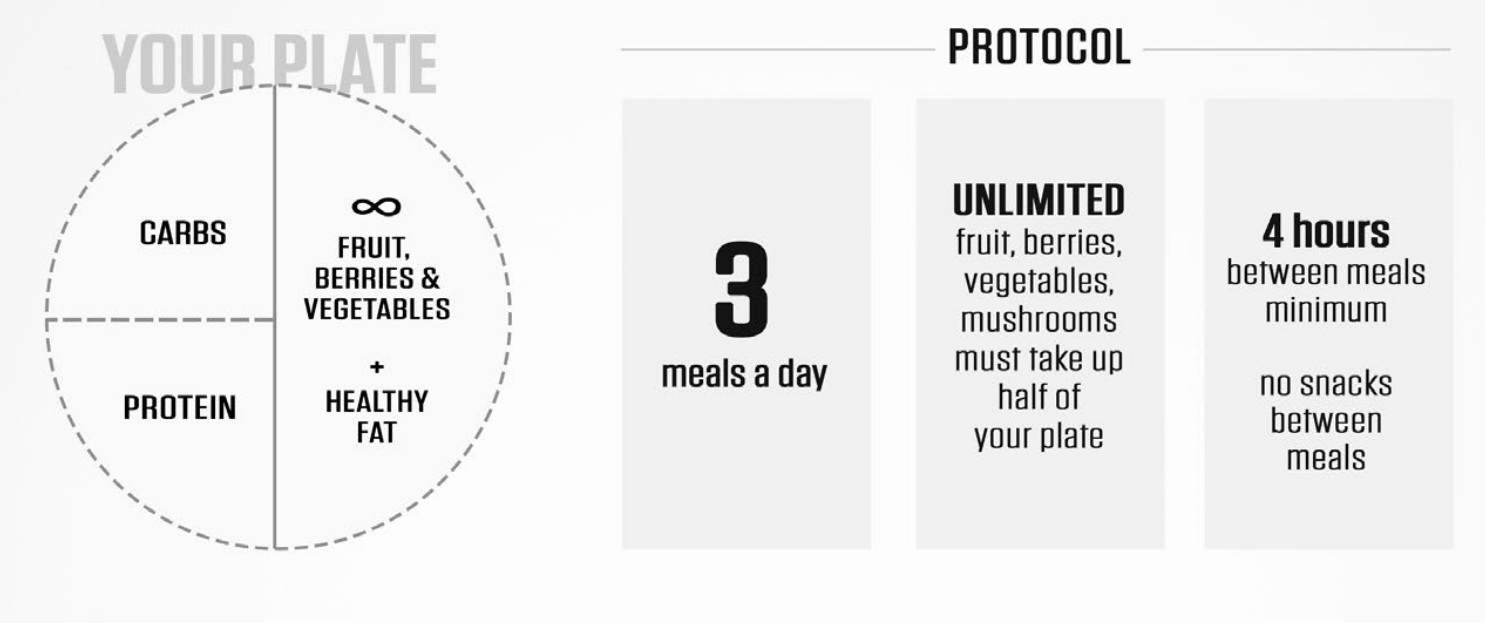 YOUR PLATE
CARBS
PROTEIN
∞
FRUIT,
BERRIES &
VEGETABLES
+
HEALTHY
FAT
PROTOCOL
3
meals a day
UNLIMITED
fruit, berries,
vegetables,
mushrooms
must take up
half of
your plate
4 hours
between meals
minimum
no snacks
between
meals